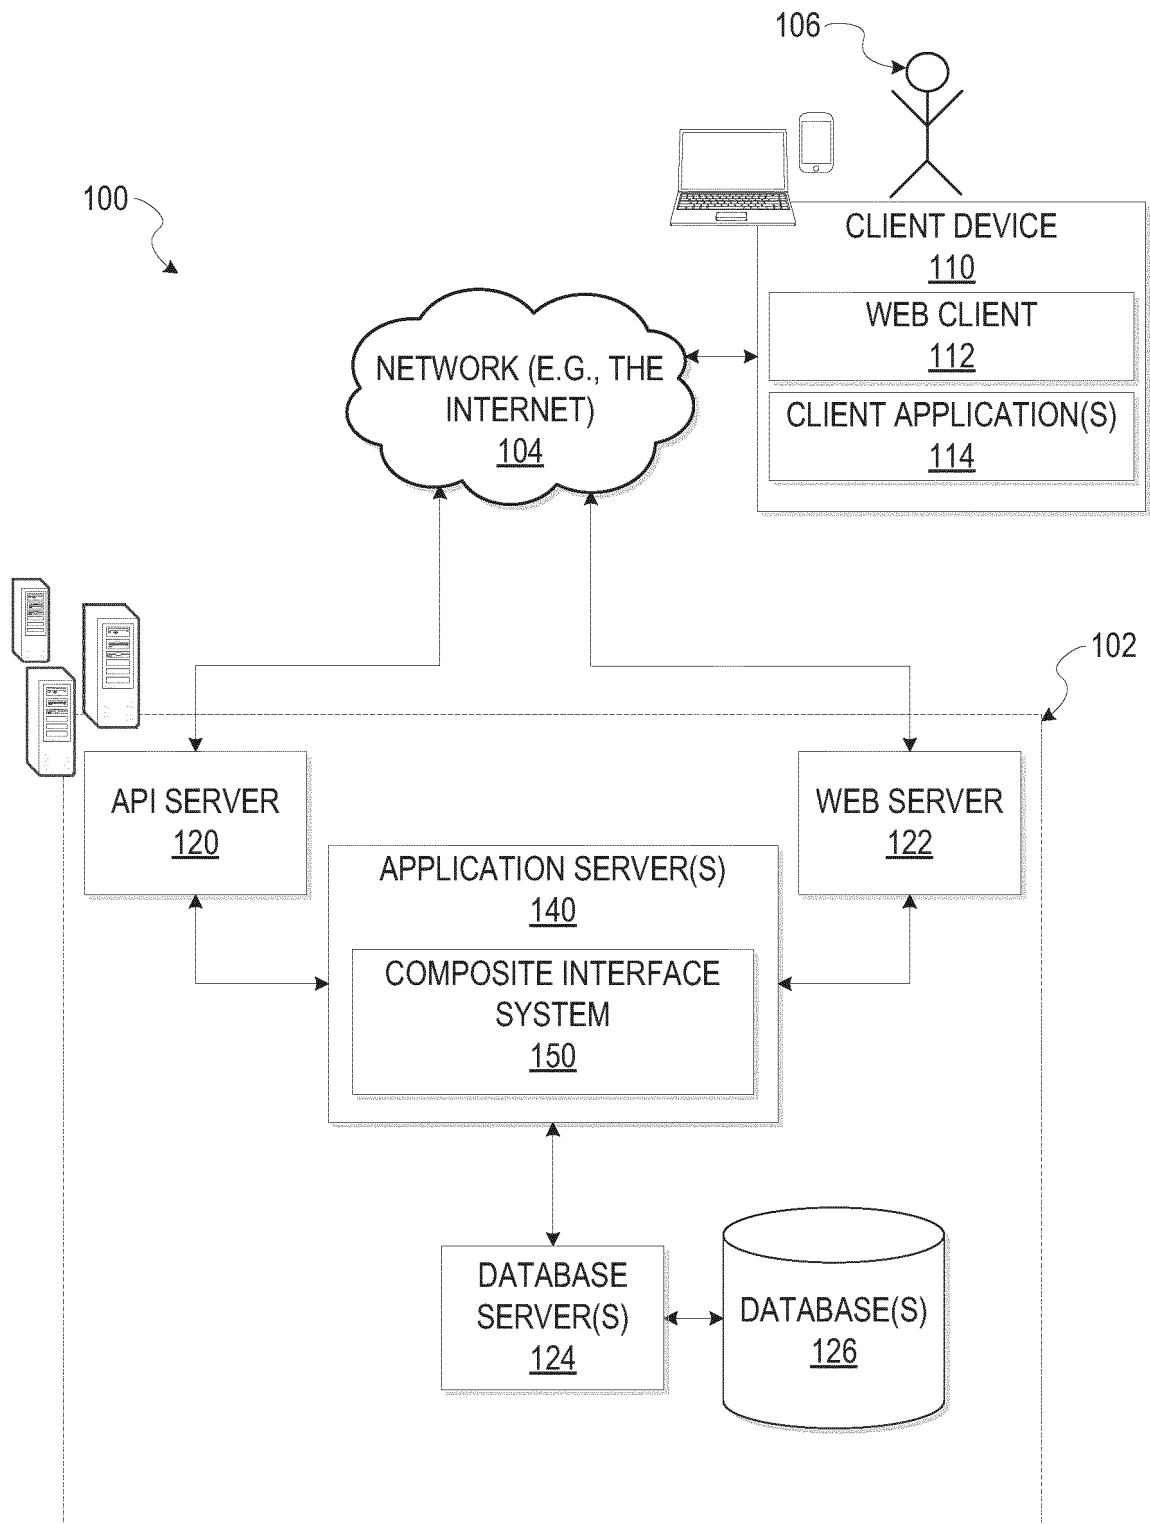 106
100
CLIENT DEVICE
110
WEB CLIENT
112
CLIENT APPLICATION(S)
114
NETWORK (E.G., THE
INTERNET)
104
102
API SERVER
120
WEB SERVER
122
APPLICATION SERVER(S)
140
COMPOSITE INTERFACE
SYSTEM
150
DATABASE
SERVER(S)
124
DATABASE(S)
126